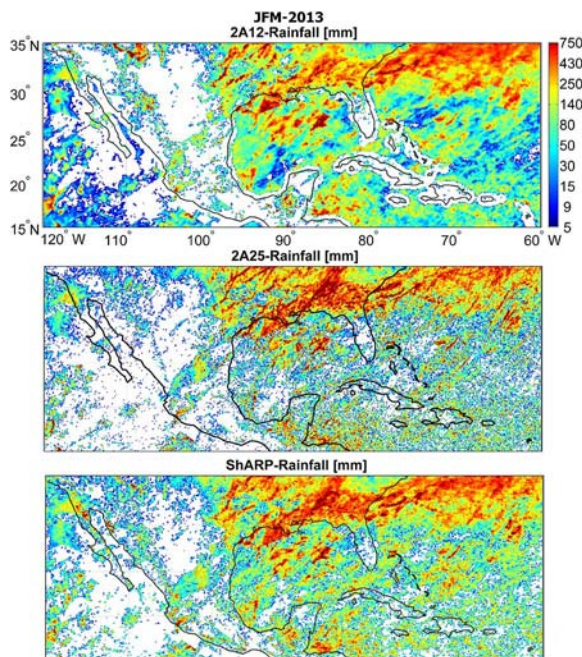 JFM-2013
2A12-Rainfall [mm]
35°N
30°
25°
20°
15°
120° W
110°
100°
90°
80°
70°
60° W
750
430
250
140
80
50
30
15
9
5
2A25-Rainfall [mm]
ShARP-Rainfall [mm]